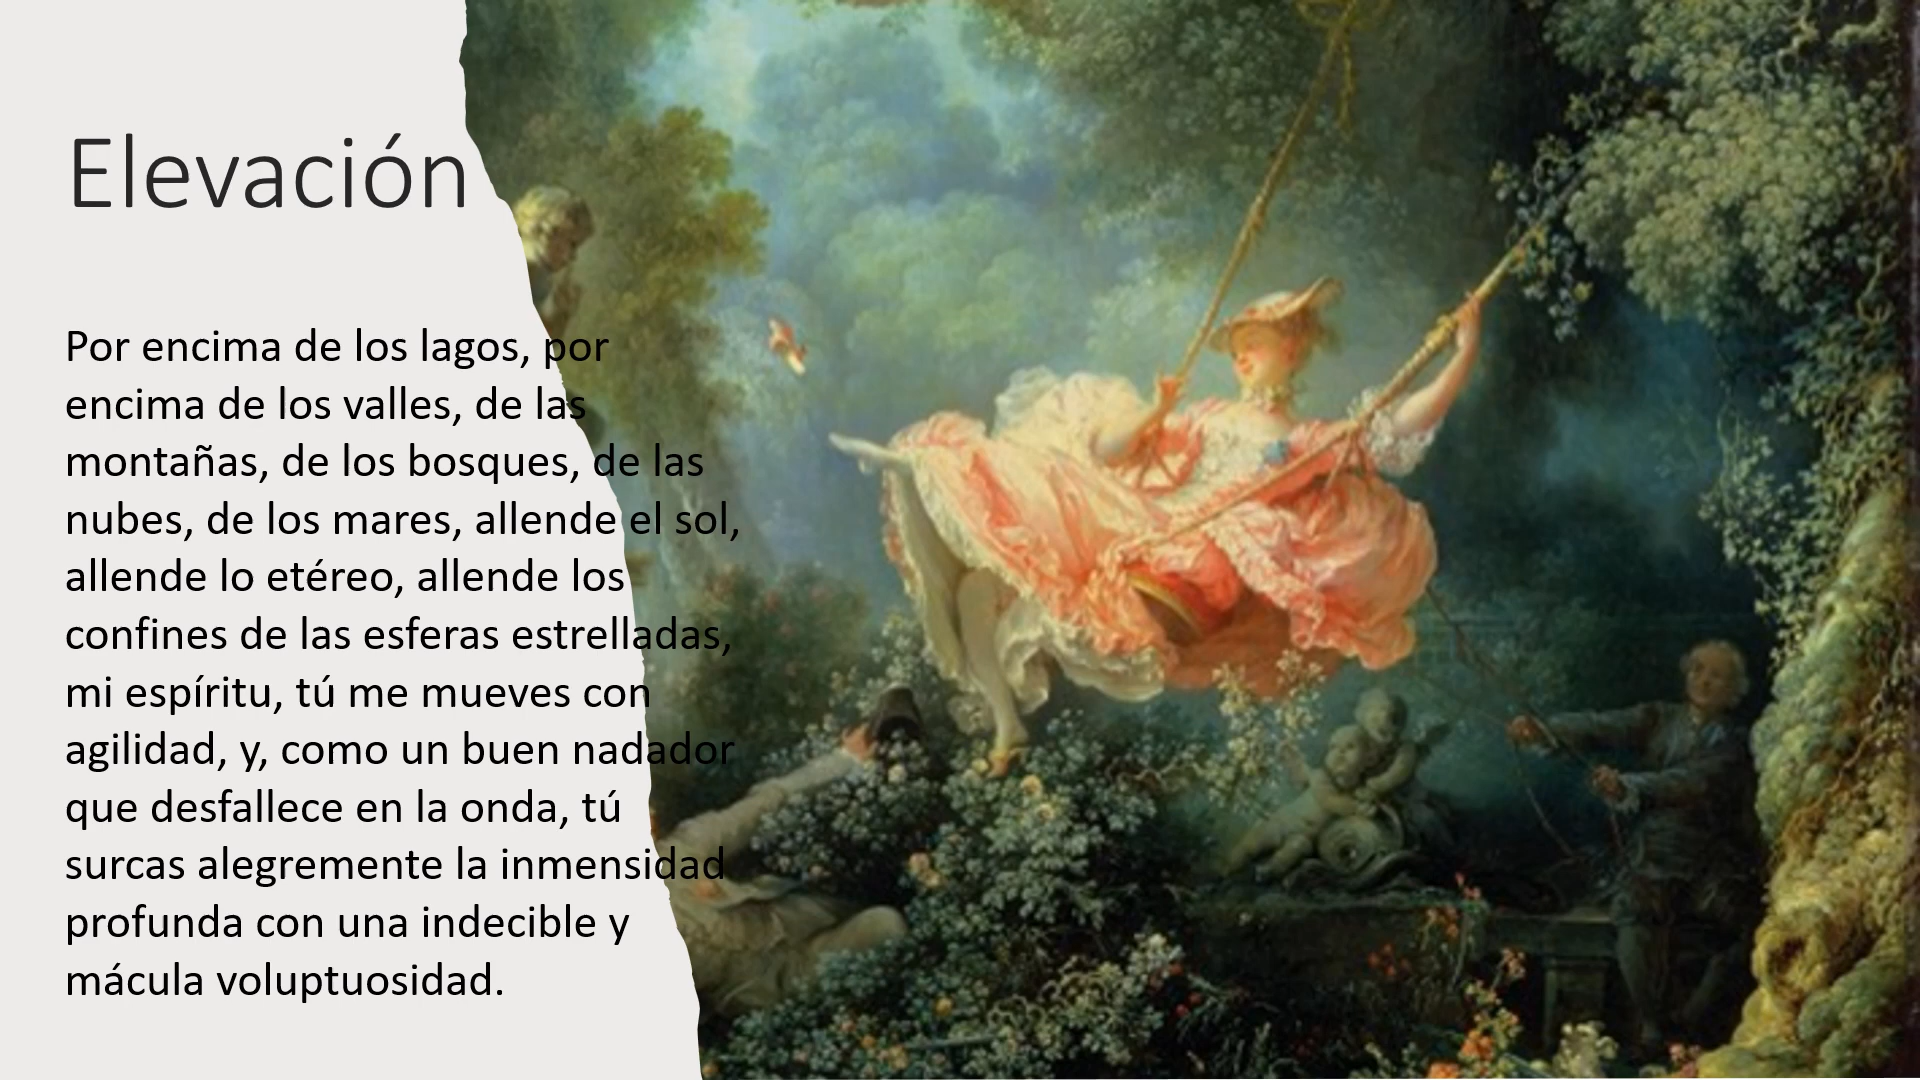 Elevación
Por encima de los lagos, por
encima de los valles, de las
montañas, de los bosques, de las
nubes, de los mares, allende el sol,
allende lo etéreo, allende los
confines de las esferas estrelladas,
mi espíritu, tú me mueves con
agilidad, y, como un buen nadador
que desfallece en la onda, tú
surcas alegremente la inmensidad
profunda con una indecible y
mácula voluptuosidad.